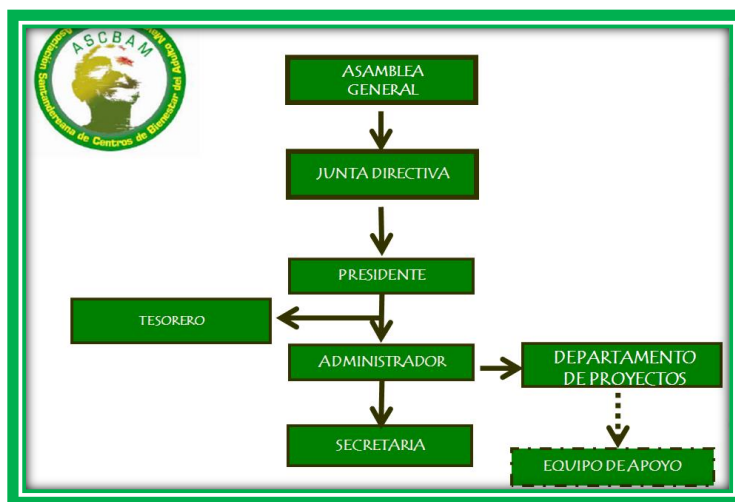 ASCBAM
Asociación Santandereana de Centros de Bienestar del Adulto
ASAMBLEA
GENERAL
JUNTA DIRECTIVA
PRESIDENTE
TESORERO
ADMINISTRADOR
DEPARTAMENTO
DE PROYECTOS
SECRETARIA
EQUIPO DE APOYO